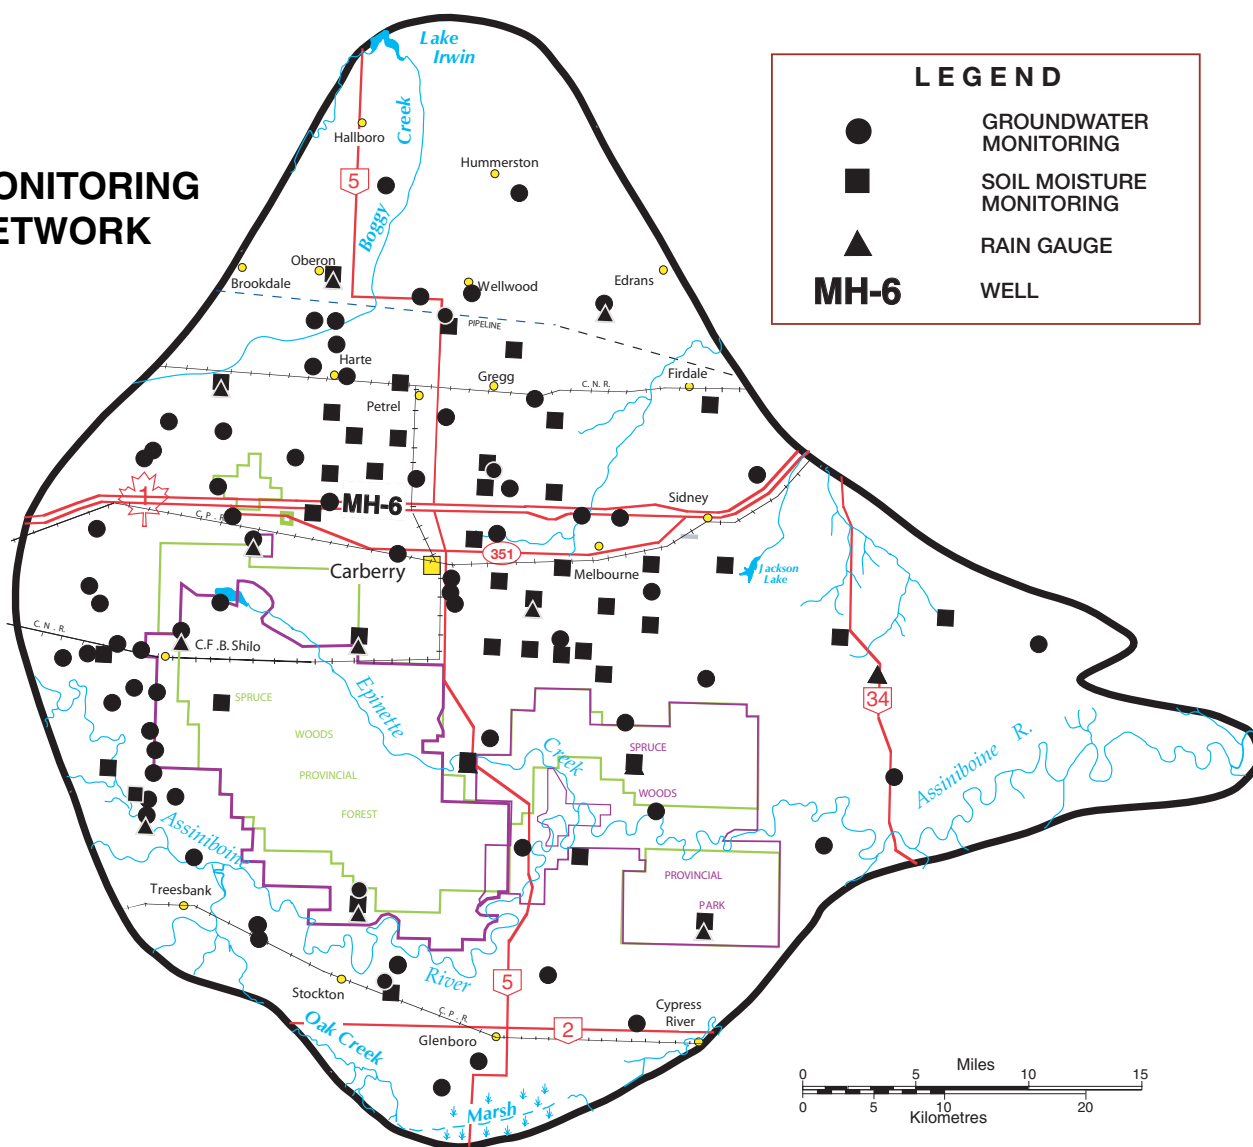 Lake
Irwin
LEGEND
GROUNDWATER
MONITORING
SOIL MOISTURE
MONITORING
RAIN GAUGE
MH-6
WELL
ONITORING
ETWORK
Hallboro
Creek
Hummerston
5
Boggy
Oberon
Brookdale
Wellwood
Edrans
PIPELINE
Harte
Gregg
C.N.R.
Firdale
Petrel
1
MH-6
Sidney
C.P.R.
351
Carberry
Melbourne
Jackson
Lake
C.N.R.
C.F.B. Shilo
SPRUCE
Epinette
34
WOODS
Creek
SPRUCE
Assiniboine R.
PROVINCIAL
WOODS
FOREST
Assiniboine
PROVINCIAL
Treesbank
PARK
River
5
Stockton
C.P.R.
Cypress
River
Oak Creek
2
Glenboro
Marsh
Miles
0 5 10 15
0 5 10 20
Kilometres